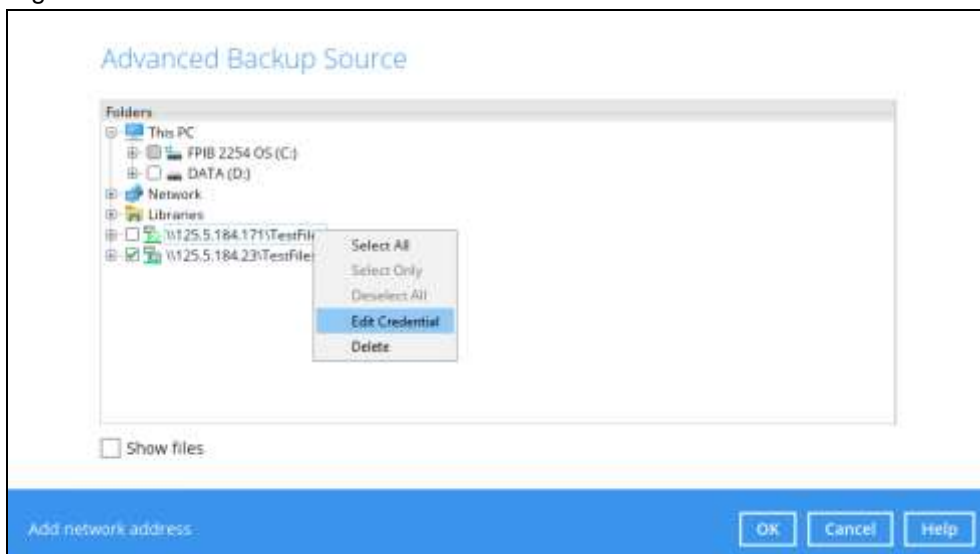 Advanced Backup Source
Folders
This PC
FPIB 2254 OS (C:)
DATA (D:)
Network
Libraries
\\125.5.184.171\TestFile
\\125.5.184.23\TestFiles
Select All
Select Only
Deselect All
Edit Credential
Delete
Show files
Add network address
OK Cancel Help